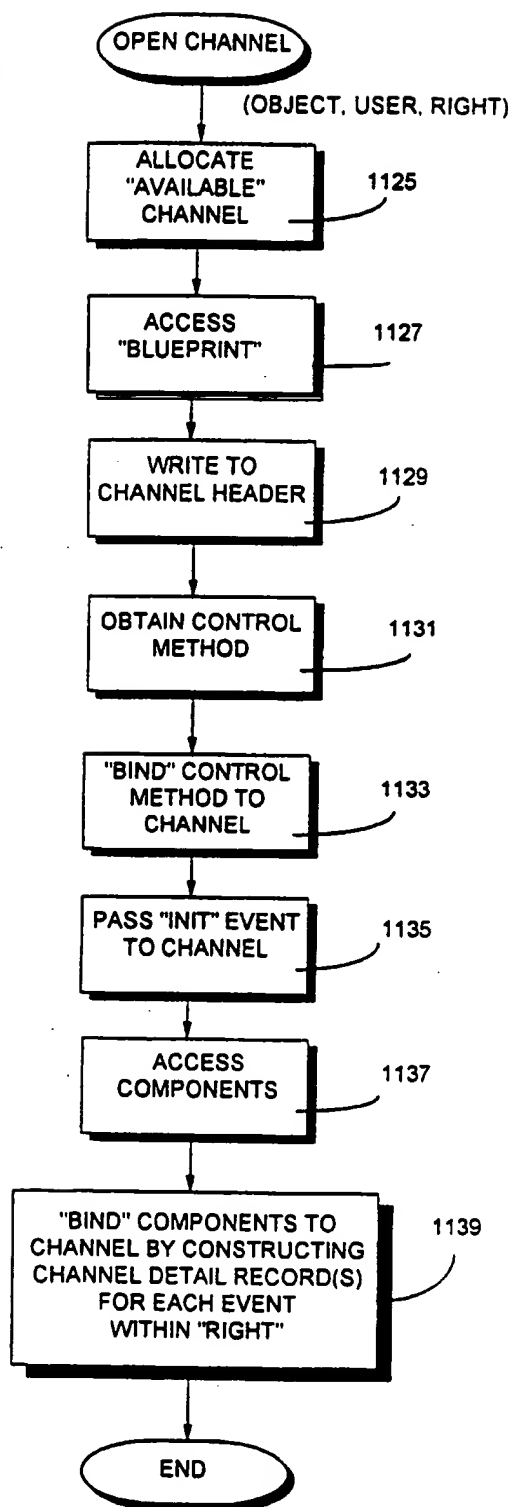 OPEN CHANNEL
(OBJECT, USER, RIGHT)
ALLOCATE
"AVAILABLE"
CHANNEL
1125
ACCESS
"BLUEPRINT"
1127
WRITE TO
CHANNEL HEADER
1129
OBTAIN CONTROL
METHOD
1131
"BIND" CONTROL
METHOD TO
CHANNEL
1133
PASS "INIT" EVENT
TO CHANNEL
1135
ACCESS
COMPONENTS
1137
"BIND" COMPONENTS TO
CHANNEL BY CONSTRUCTING
CHANNEL DETAIL RECORD(S)
FOR EACH EVENT
WITHIN "RIGHT"
1139
END